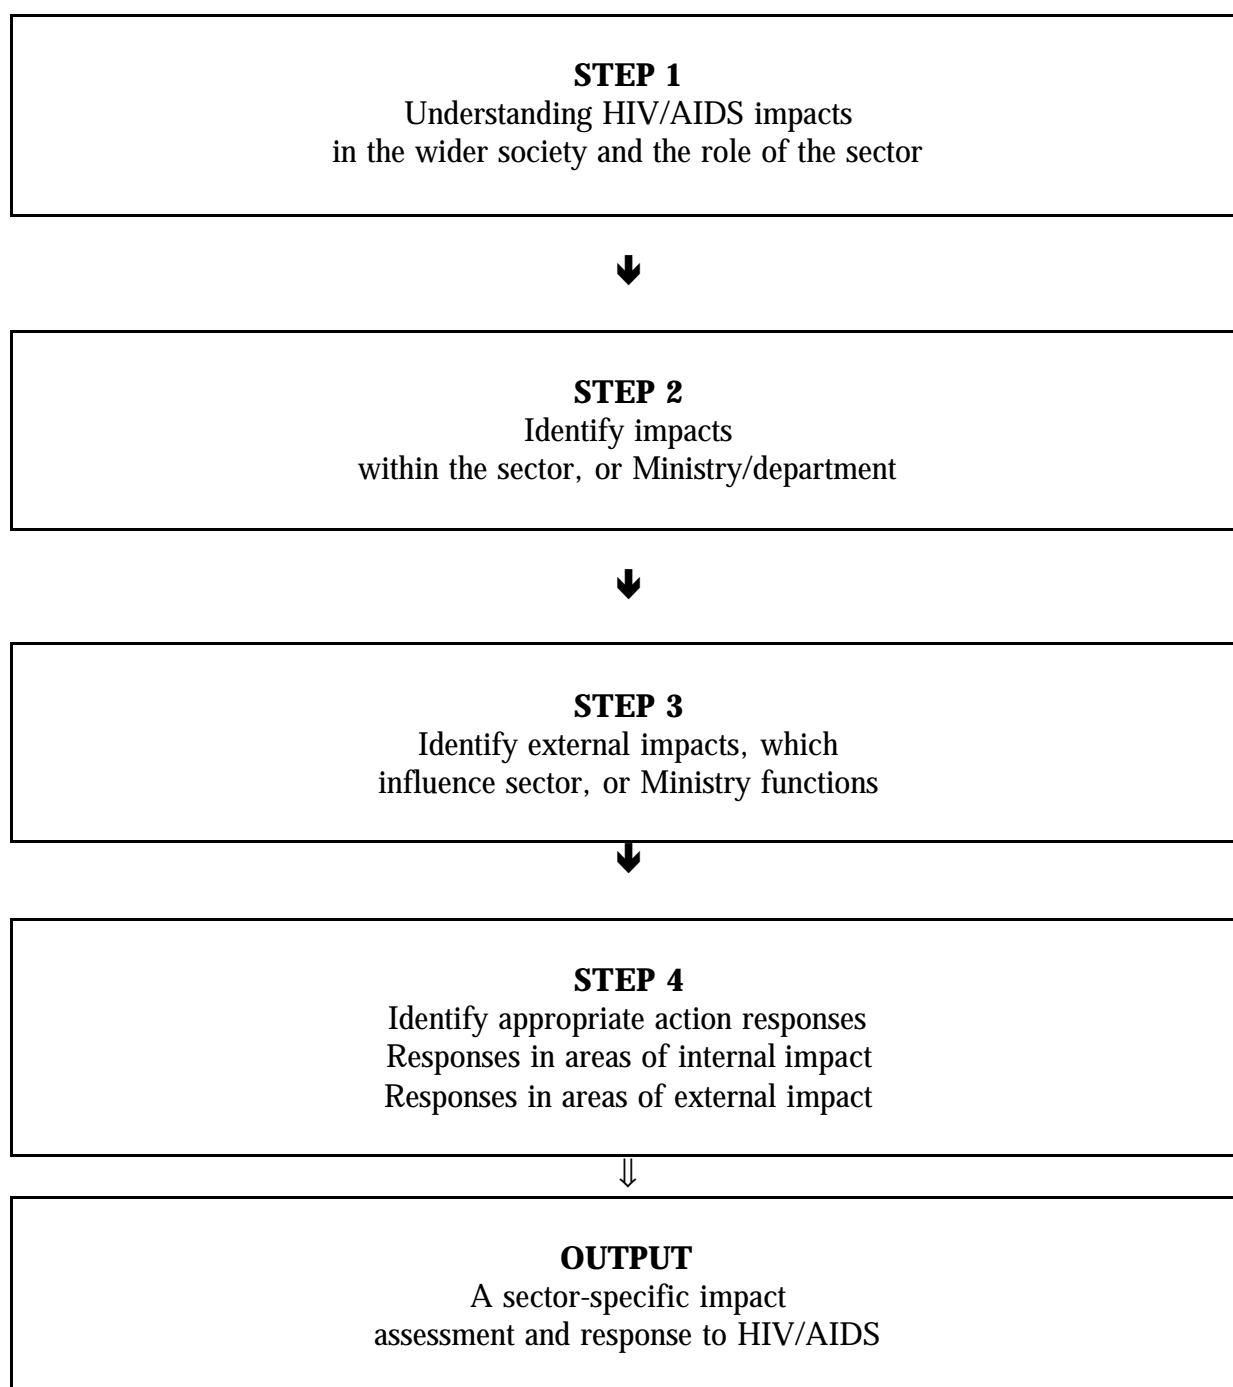 STEP 1
Understanding HIV/AIDS impacts
in the wider society and the role of the sector
STEP 2
Identify impacts
within the sector, or Ministry/department
STEP 3
Identify external impacts, which
influence sector, or Ministry functions
STEP 4
Identify appropriate action responses
Responses in areas of internal impact
Responses in areas of external impact
OUTPUT
A sector-specific impact
assessment and response to HIV/AIDS